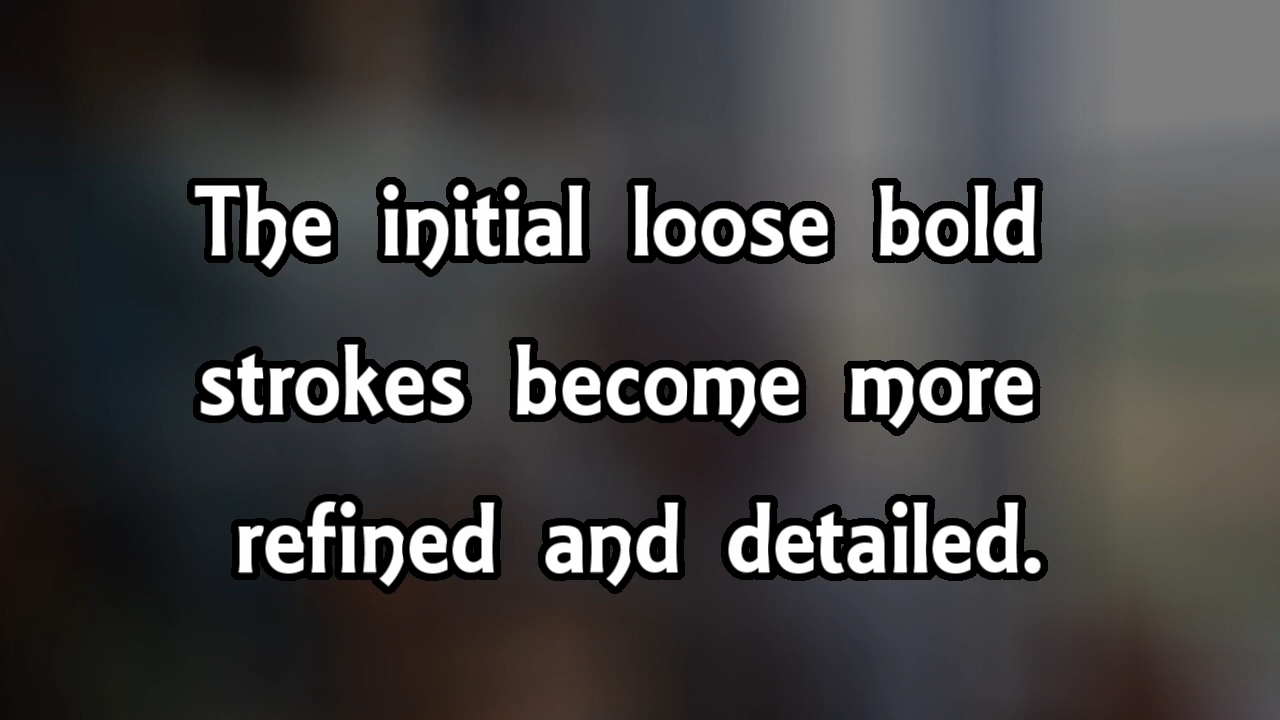 The initial loose bold
strokes become more
refined and detailed.